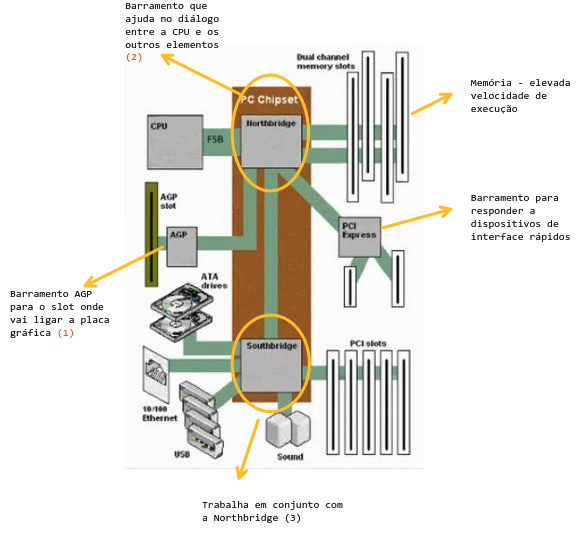 Barramento que
ajuda no diálogo
entre a CPU e os
outros elementos
(2)
Dual channel
memory slots
Memória - elevada
velocidade de
execução
PC Chipset
CPU
FSB
Northbridge
AGP
slot
AGP
PCI
Express
Barramento para
responder a
dispositivos de
interface rápidos
ATA
drives
Barramento AGP
para o slot onde
vai ligar a placa
gráfica (1)
Southbridge
PCI slots
10/100
Ethernet
USB
Sound
Trabalha em conjunto com
a Northbridge (3)